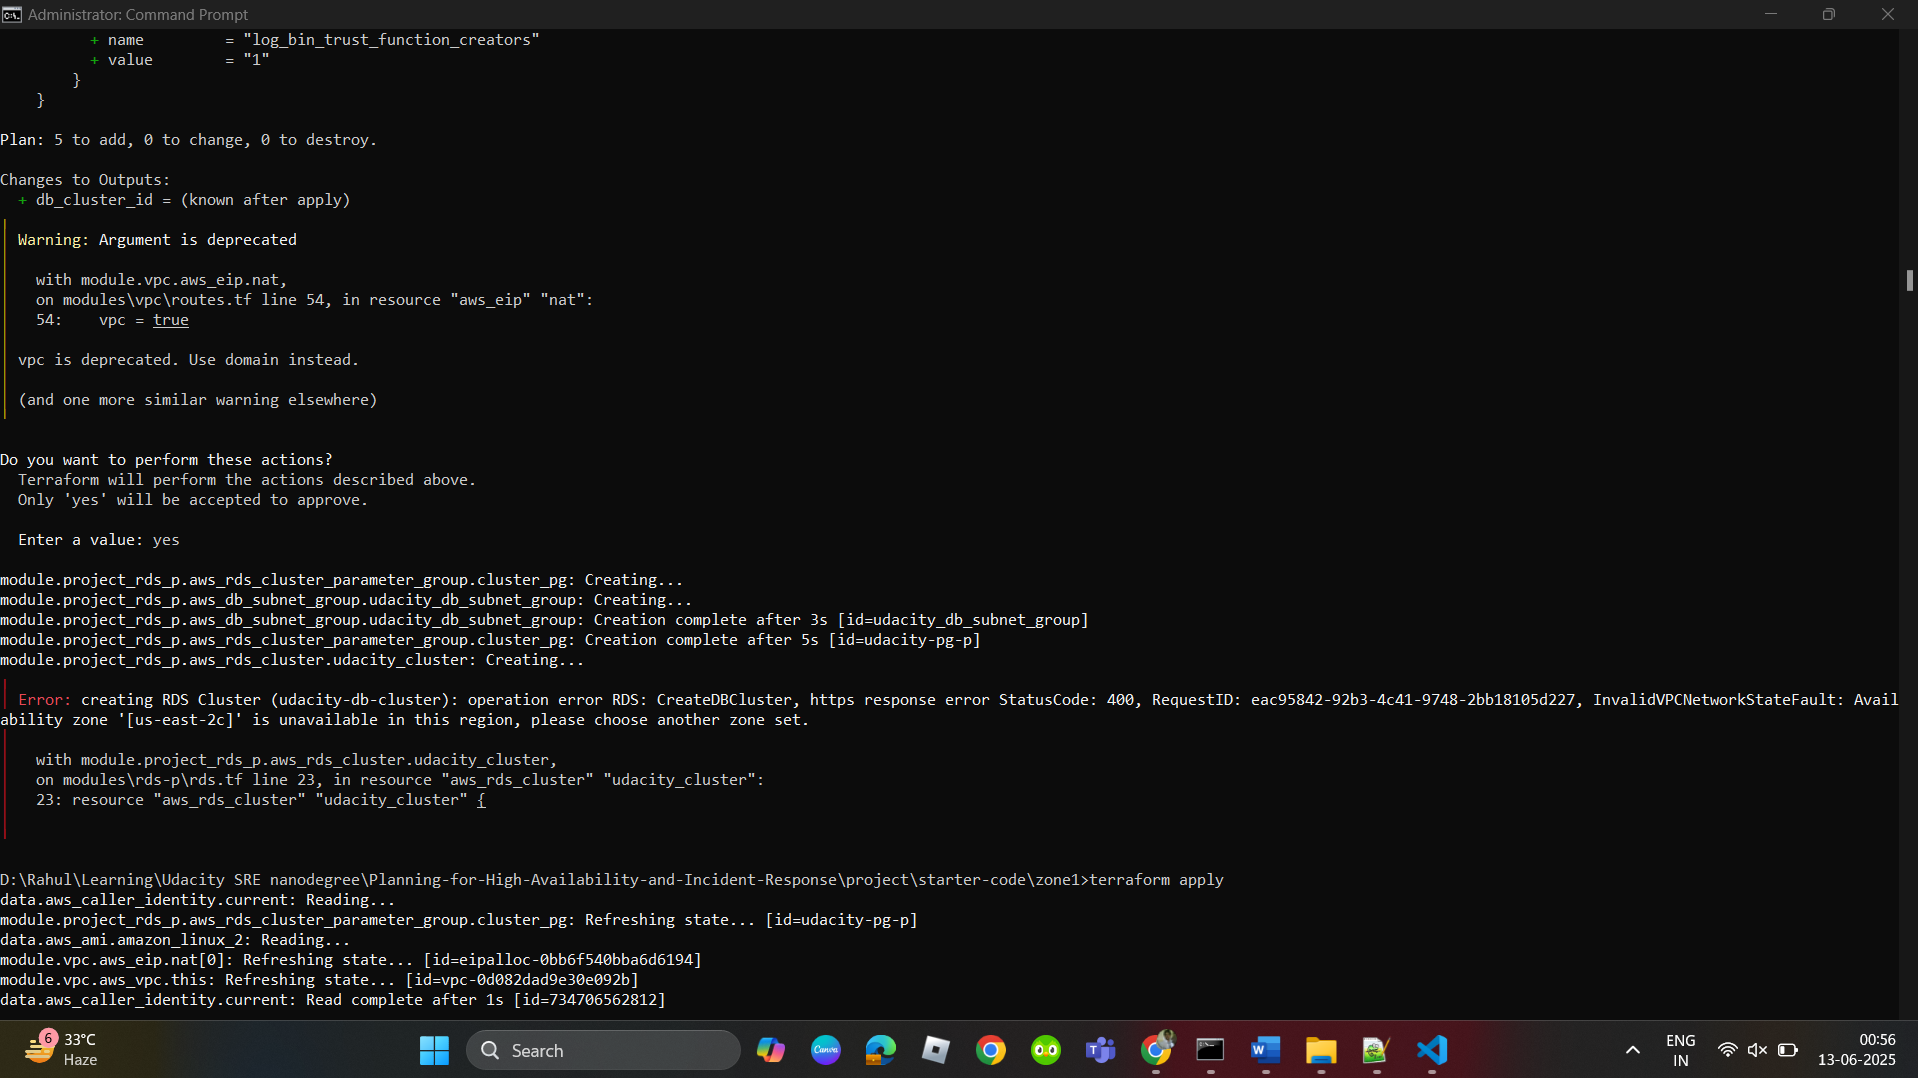 Administrator: Command Prompt
+ name = "log_bin_trust_function_creators"
+ value = "1"
}
}
Plan: 5 to add, 0 to change, 0 to destroy.
Changes to Outputs:
+ db_cluster_id = (known after apply)
Warning: Argument is deprecated
with module.vpc.aws_eip.nat,
on modules\vpc\routes.tf line 54, in resource "aws_eip" "nat":
54: vpc = true
vpc is deprecated. Use domain instead.
(and one more similar warning elsewhere)
Do you want to perform these actions?
Terraform will perform the actions described above.
Only 'yes' will be accepted to approve.
Enter a value: yes
module.project_rds_p.aws_rds_cluster_parameter_group.cluster_pg: Creating...
module.project_rds_p.aws_db_subnet_group.udacity_db_subnet_group: Creating...
module.project_rds_p.aws_db_subnet_group.udacity_db_subnet_group: Creation complete after 3s [id=udacity_db_subnet_group]
module.project_rds_p.aws_rds_cluster_parameter_group.cluster_pg: Creation complete after 5s [id=udacity-pg-p]
module.project_rds_p.aws_rds_cluster.udacity_cluster: Creating...
Error: creating RDS Cluster (udacity-db-cluster): operation error RDS: CreateDBCluster, https response error StatusCode: 400, RequestID: eac95842-92b3-4c41-9748-2bb18105d227, InvalidVPCNetworkStateFault: Avail
ability zone '[us-east-2c]' is unavailable in this region, please choose another zone set.
with module.project_rds_p.aws_rds_cluster.udacity_cluster,
on modules\rds-p\rds.tf line 23, in resource "aws_rds_cluster" "udacity_cluster":
23: resource "aws_rds_cluster" "udacity_cluster" {
D:\Rahul\Learning\Udacity SRE nanodegree\Planning-for-High-Availability-and-Incident-Response\project\starter-code\zone1>terraform apply
data.aws_caller_identity.current: Reading...
module.project_rds_p.aws_rds_cluster_parameter_group.cluster_pg: Refreshing state... [id=udacity-pg-p]
data.aws_ami.amazon_linux_2: Reading...
module.vpc.aws_eip.nat[0]: Refreshing state... [id=eipalloc-0bb6f540bba6d6194]
module.vpc.aws_vpc.this: Refreshing state... [id=vpc-0d082dad9e30e092b]
data.aws_caller_identity.current: Read complete after 1s [id=734706562812]
6
33°C
Haze
Search
Canva
ENG
IN
00:56
13-06-2025